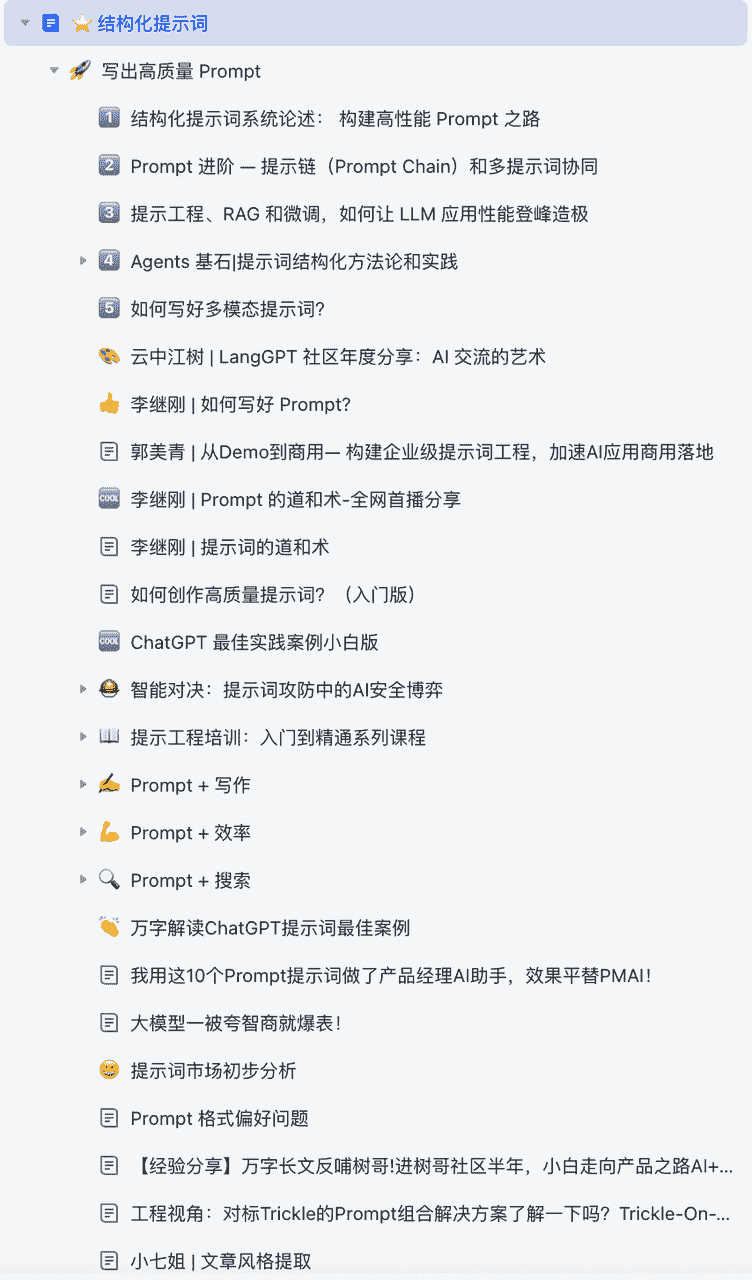 ⭐ 结构化提示词
🚀 写出高质量 Prompt
1️⃣ 结构化提示词系统论述： 构建高性能 Prompt 之路
2️⃣ Prompt 进阶 — 提示链（Prompt Chain）和多提示词协同
3️⃣ 提示工程、RAG 和微调，如何让 LLM 应用性能登峰造极
4️⃣ Agents 基石|提示词结构化方法论和实践
5️⃣ 如何写好多模态提示词?
🎨 云中江树 | LangGPT 社区年度分享：AI 交流的艺术
👍 李继刚 | 如何写好 Prompt?
郭美青 | 从Demo到商用— 构建企业级提示词工程，加速AI应用商用落地
🆒 李继刚 | Prompt 的道和术-全网首播分享
李继刚 | 提示词的道和术
如何创作高质量提示词？（入门版）
🆒 ChatGPT 最佳实践案例小白版
⛑️ 智能对决：提示词攻防中的AI安全博弈
📖 提示工程培训：入门到精通系列课程
✍️ Prompt + 写作
💪 Prompt + 效率
🔍 Prompt + 搜索
👏 万字解读ChatGPT提示词最佳案例
我用这10个Prompt提示词做了产品经理AI助手，效果平替PMAI！
大模型一被夸智商就爆表！
😀 提示词市场初步分析
Prompt 格式偏好问题
【经验分享】万字长文反哺树哥!进树哥社区半年，小白走向产品之路AI+...
工程视角：对标Trickle的Prompt组合解决方案了解一下吗？Trickle-On-...
小七姐 | 文章风格提取